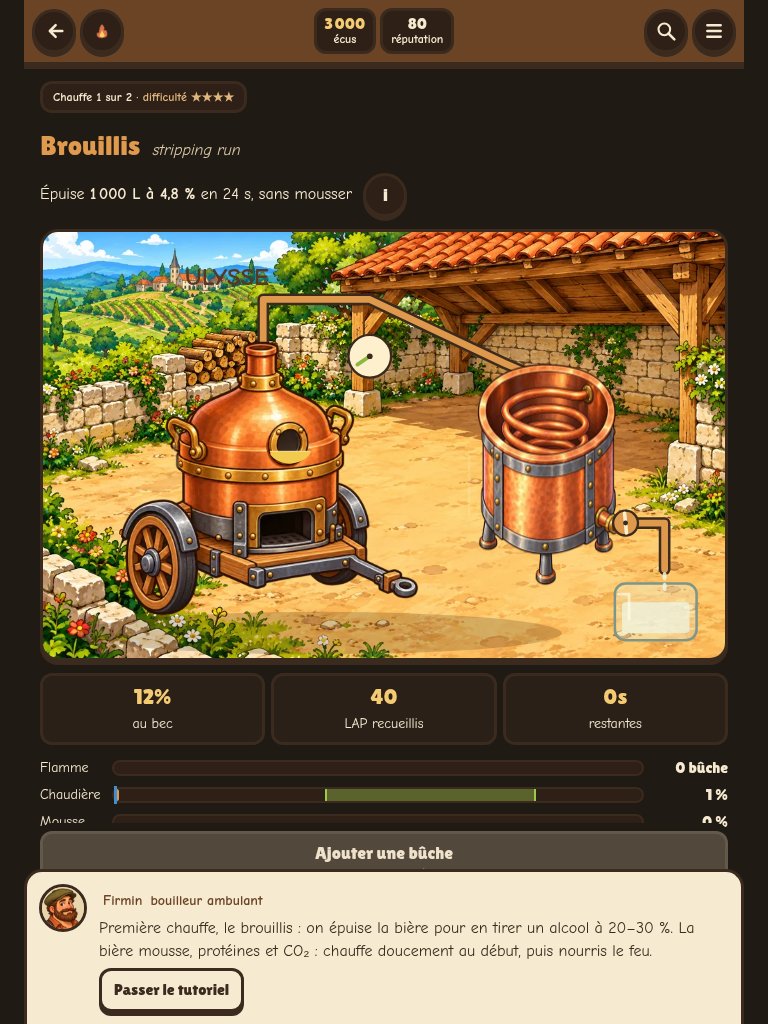 3 000
écus
80
réputation
Chauffe 1 sur 2 · difficulté ★★★★
Brouillis stripping run
Épuise 1 000 L à 4,8 % en 24 s, sans mousser
i
ULYSSE
12%
au bec
40
LAP recueillis
0s
restantes
Flamme 0 bûche
Chaudière 1 %
Mousse 0 %
Ajouter une bûche
Firmin bouilleur ambulant
Première chauffe, le brouillis : on épuise la bière pour en tirer un alcool à 20–30 %. La
bière mousse, protéines et CO₂ : chauffe doucement au début, puis nourris le feu.
Passer le tutoriel